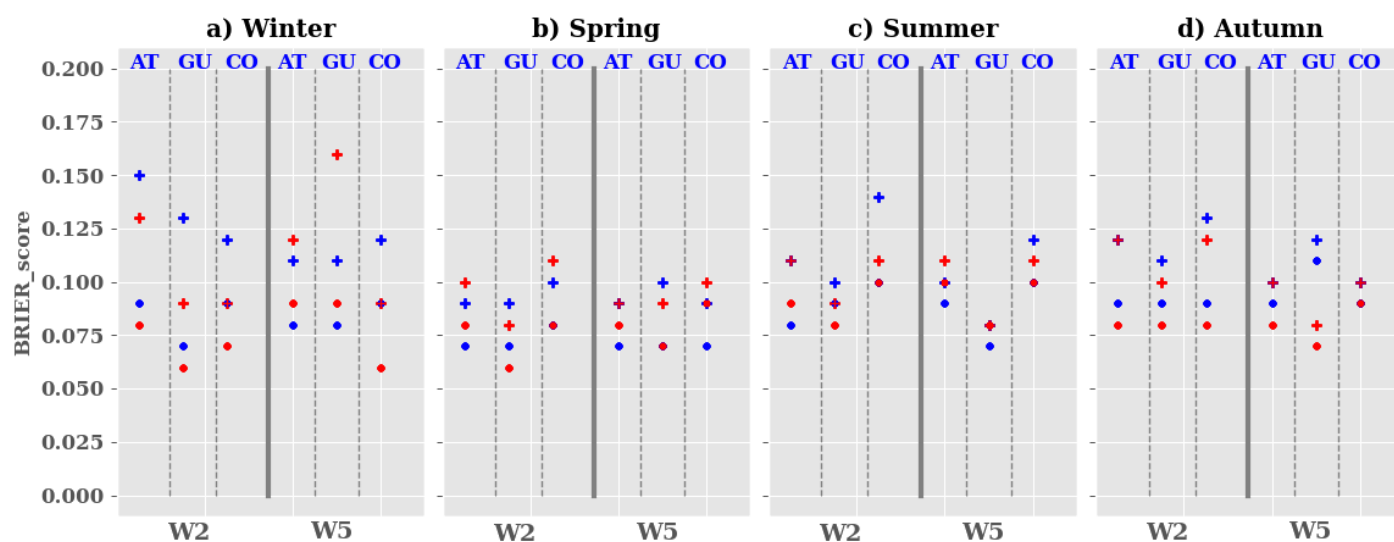 a) Winter
b) Spring
c) Summer
d) Autumn
AT GU CO AT GU CO
AT GU CO AT GU CO
AT GU CO AT GU CO
AT GU CO AT GU CO
BRIER_score
0.200
0.175
0.150
0.125
0.100
0.075
0.050
0.025
0.000
W2 W5
W2 W5
W2 W5
W2 W5